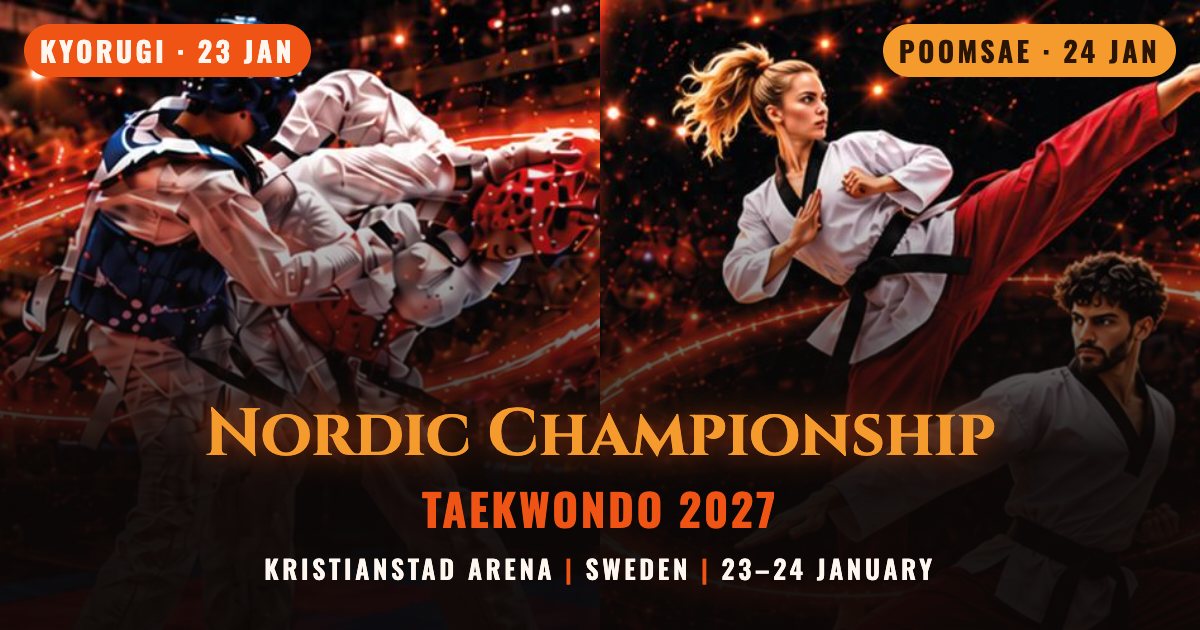 KYORUGI · 23 JAN
POOMSAE · 24 JAN
NORDIC CHAMPIONSHIP
TAEKWONDO 2027
KRISTIANSTAD ARENA | SWEDEN | 23–24 JANUARY